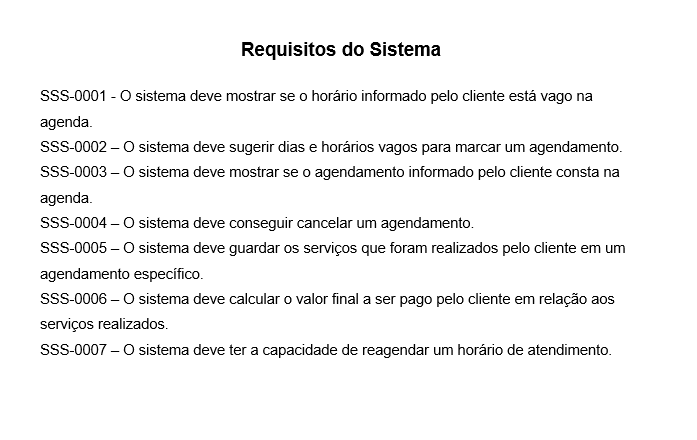 Requisitos do Sistema
SSS-0001 - O sistema deve mostrar se o horário informado pelo cliente está vago na
agenda.
SSS-0002 – O sistema deve sugerir dias e horários vagos para marcar um agendamento.
SSS-0003 – O sistema deve mostrar se o agendamento informado pelo cliente consta na
agenda.
SSS-0004 – O sistema deve conseguir cancelar um agendamento.
SSS-0005 – O sistema deve guardar os serviços que foram realizados pelo cliente em um
agendamento específico.
SSS-0006 – O sistema deve calcular o valor final a ser pago pelo cliente em relação aos
serviços realizados.
SSS-0007 – O sistema deve ter a capacidade de reagendar um horário de atendimento.